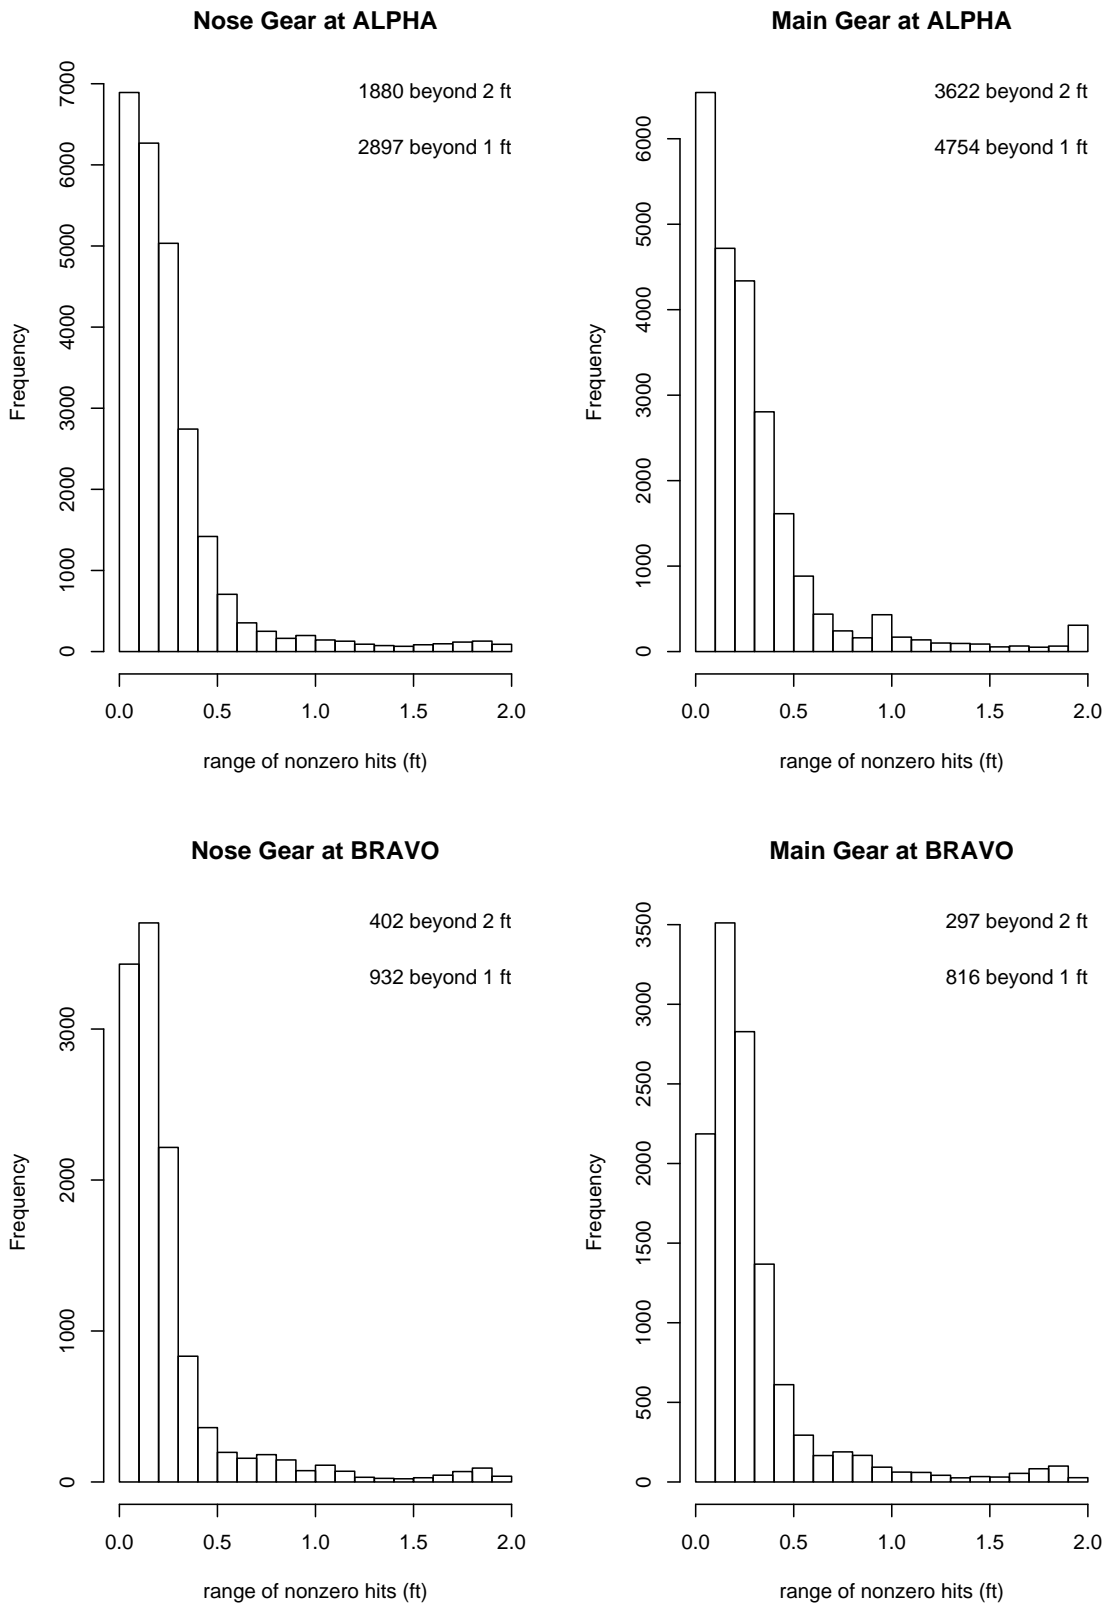 Nose Gear at ALPHA
1880 beyond 2 ft
2897 beyond 1 ft
Frequency
7000
6000
5000
4000
3000
2000
1000
0
0.0 0.5 1.0 1.5 2.0
range of nonzero hits (ft)
Main Gear at ALPHA
3622 beyond 2 ft
4754 beyond 1 ft
Frequency
6000
5000
4000
3000
2000
1000
0
0.0 0.5 1.0 1.5 2.0
range of nonzero hits (ft)
Nose Gear at BRAVO
402 beyond 2 ft
932 beyond 1 ft
Frequency
3000
2000
1000
0
0.0 0.5 1.0 1.5 2.0
range of nonzero hits (ft)
Main Gear at BRAVO
297 beyond 2 ft
816 beyond 1 ft
Frequency
3500
3000
2500
2000
1500
1000
500
0
0.0 0.5 1.0 1.5 2.0
range of nonzero hits (ft)